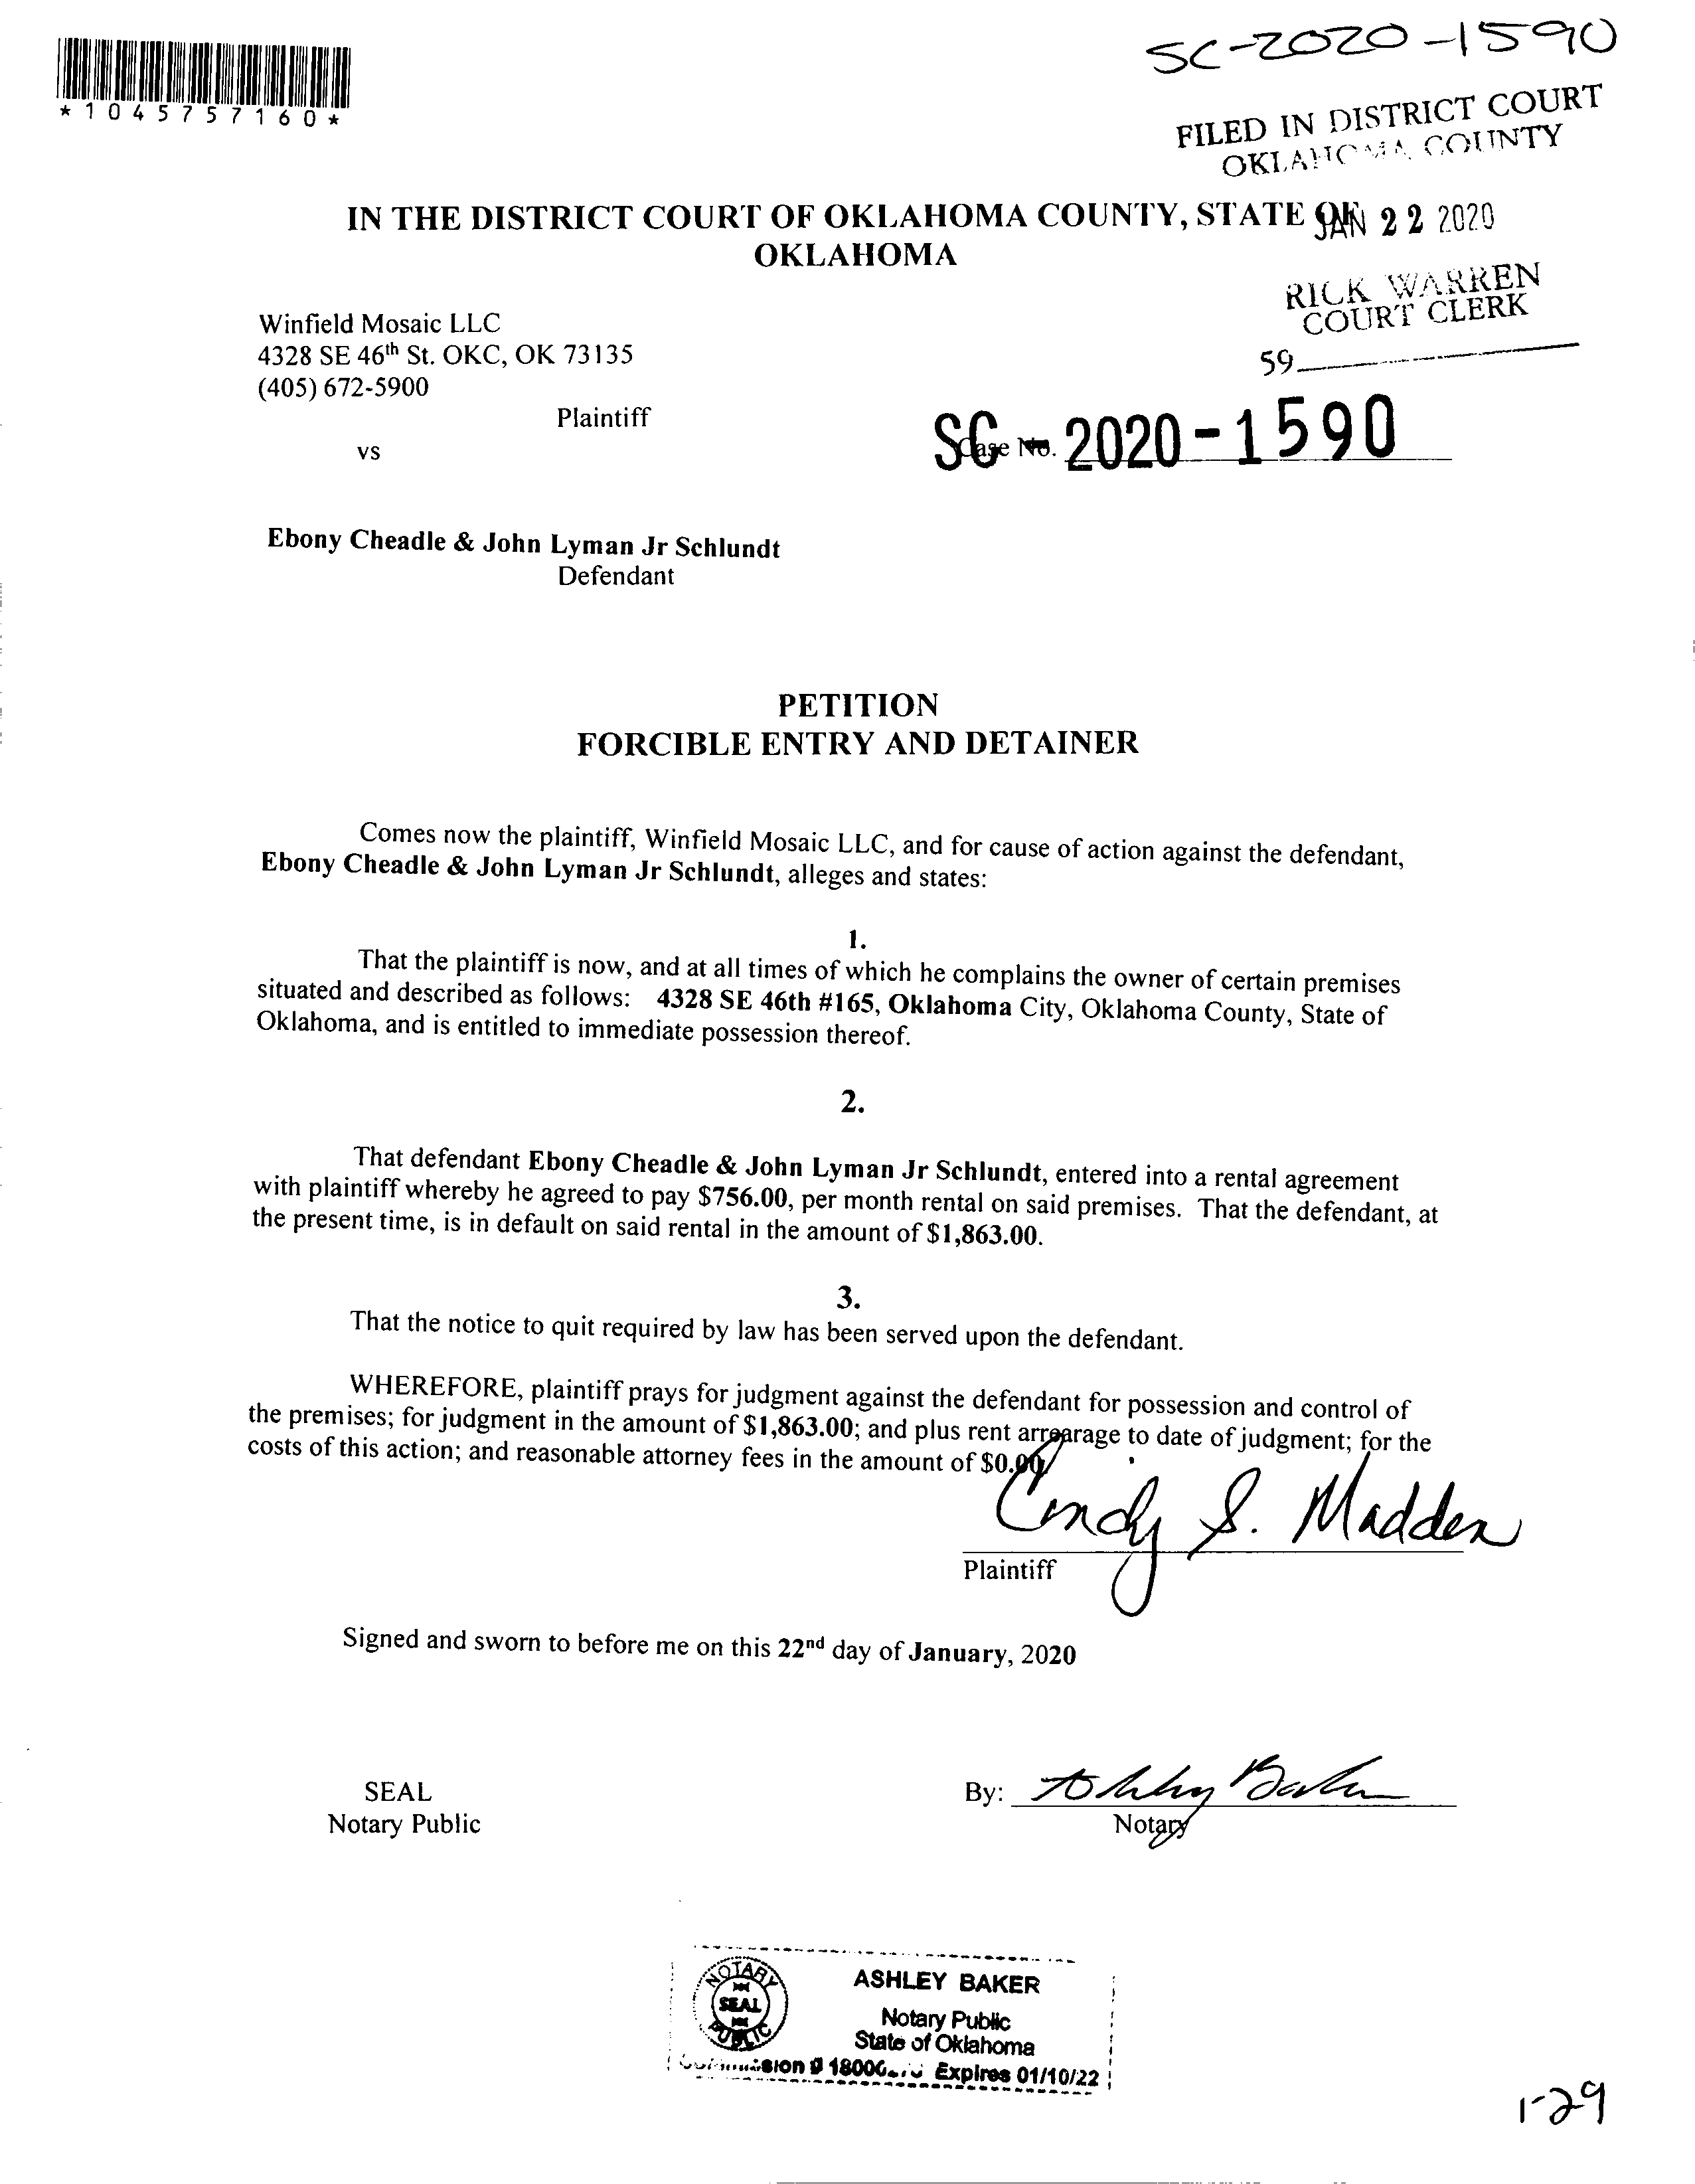 SC-2020-1590
*1045757160*
FILED IN DISTRICT COURT
OKLAHOMA COUNTY
IN THE DISTRICT COURT OF OKLAHOMA COUNTY, STATE OF
JAN 22 2020
OKLAHOMA
RICK WARREN
COURT CLERK
59
Winfield Mosaic LLC
4328 SE 46th St. OKC, OK 73135
(405) 672-5900
Plaintiff
vs
Case No.
SC-2020-1590
Ebony Cheadle & John Lyman Jr Schlundt
Defendant
PETITION
FORCIBLE ENTRY AND DETAINER
Comes now the plaintiff, Winfield Mosaic LLC, and for cause of action against the defendant,
Ebony Cheadle & John Lyman Jr Schlundt, alleges and states:
1.
That the plaintiff is now, and at all times of which he complains the owner of certain premises
situated and described as follows: 4328 SE 46th #165, Oklahoma City, Oklahoma County, State of
Oklahoma, and is entitled to immediate possession thereof.
2.
That defendant Ebony Cheadle & John Lyman Jr Schlundt, entered into a rental agreement
with plaintiff whereby he agreed to pay $756.00, per month rental on said premises. That the defendant, at
the present time, is in default on said rental in the amount of $1,863.00.
3.
That the notice to quit required by law has been served upon the defendant.
WHEREFORE, plaintiff prays for judgment against the defendant for possession and control of
the premises; for judgment in the amount of $1,863.00; and plus rent arrearage to date of judgment; for the
costs of this action; and reasonable attorney fees in the amount of $0.00.
Cindy S. Madden
Plaintiff
Signed and sworn to before me on this 22nd day of January, 2020
SEAL
Notary Public
By: Ashley Baker
Notary
NOTARY
SEAL
PUBLIC
ASHLEY BAKER
Notary Public
State of Oklahoma
Expires 01/10/22
1-29